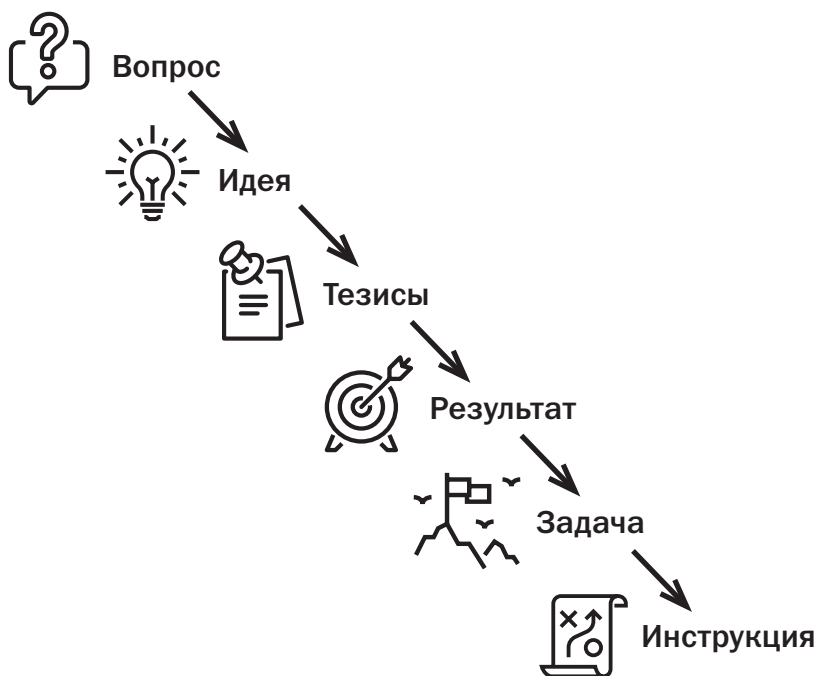 Вопрос
Идея
Тезисы
Результат
Задача
Инструкция